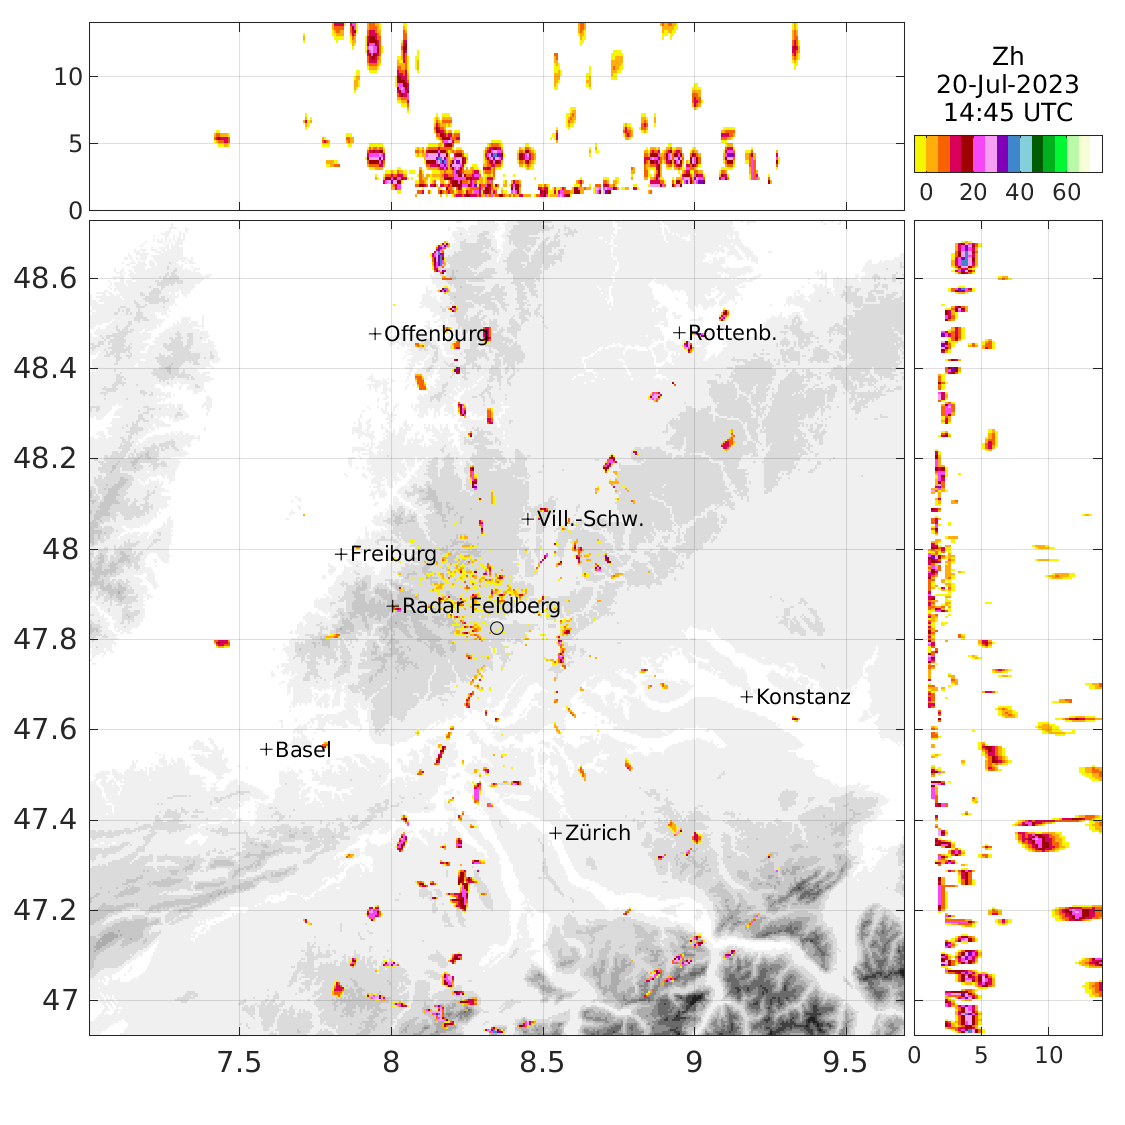 Zh
20-Jul-2023
14:45 UTC
0 20 40 60
10
5
0
48.6
Offenburg
Rottenb.
48.4
48.2
Vill.-Schw.
48
Freiburg
Radar Feldberg
47.8
Konstanz
47.6
Basel
47.4
Zürich
47.2
47
7.5 8 8.5 9 9.5
0 5 10